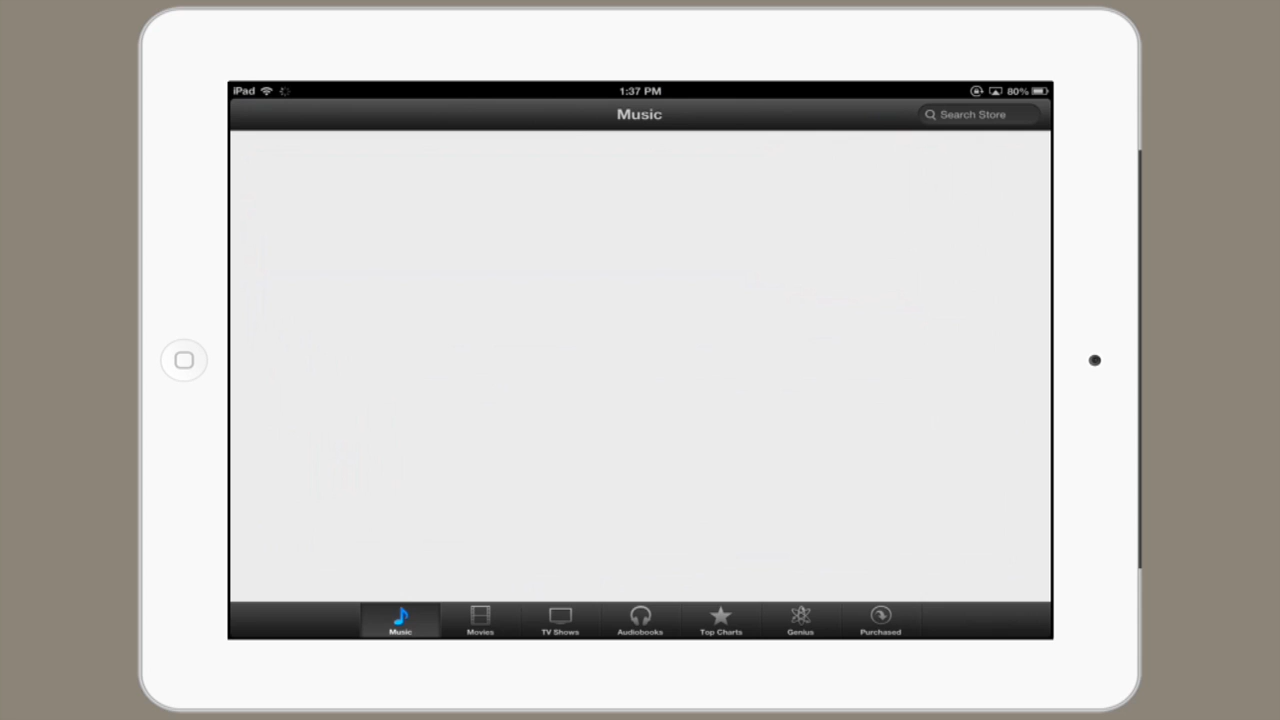 iPad 1:37 PM 80%
Music Search Store
Music Movies TV Shows Audiobooks Top Charts Genius Purchased